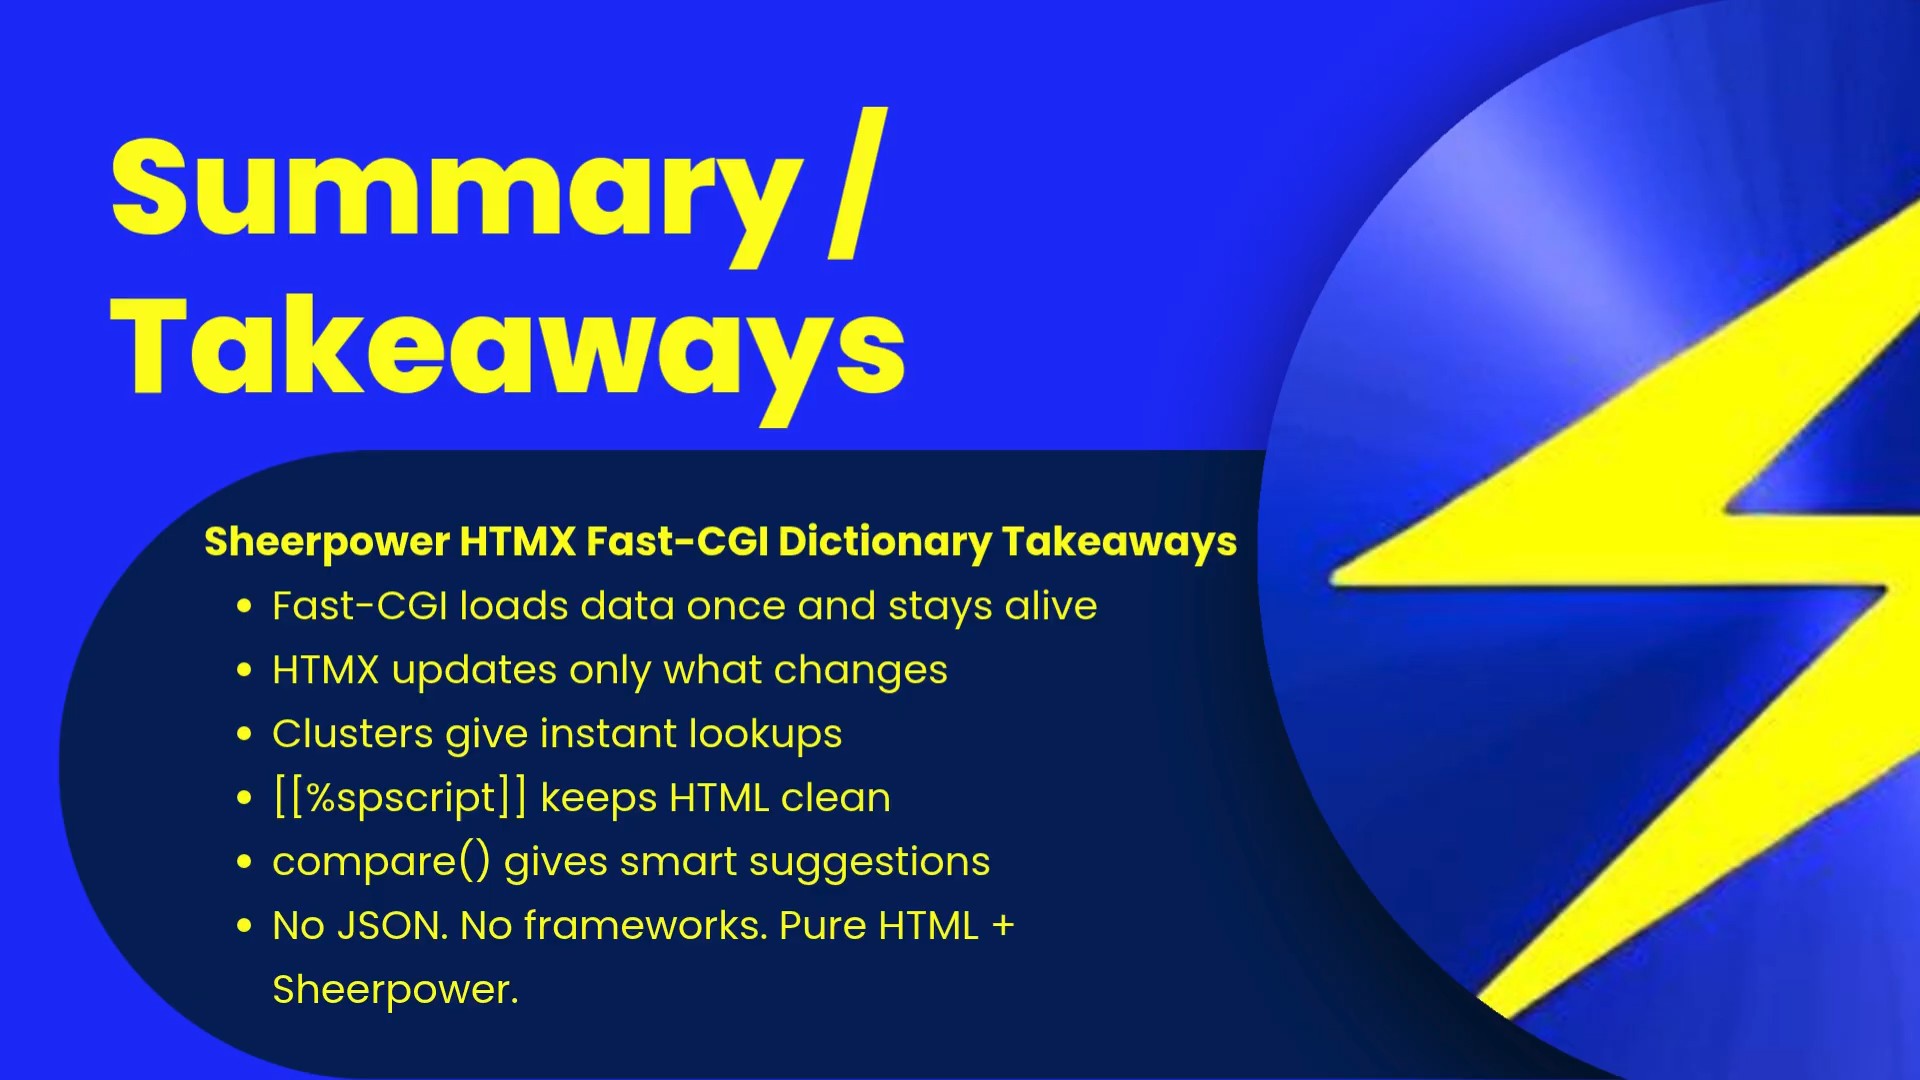 Summary /
Takeaways
Sheerpower HTMX Fast-CGI Dictionary Takeaways
• Fast-CGI loads data once and stays alive
• HTMX updates only what changes
• Clusters give instant lookups
• [[%spscript]] keeps HTML clean
• compare() gives smart suggestions
• No JSON. No frameworks. Pure HTML +
Sheerpower.